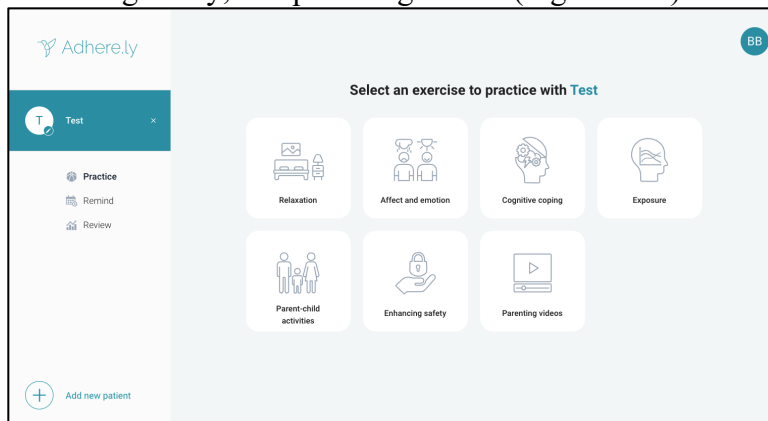 Adhere.ly
BB
Select an exercise to practice with Test
T
Test
×
Practice
Remind
Review
Relaxation
Affect and emotion
Cognitive coping
Exposure
Parent-child
activities
Enhancing safety
Parenting videos
Add new patient